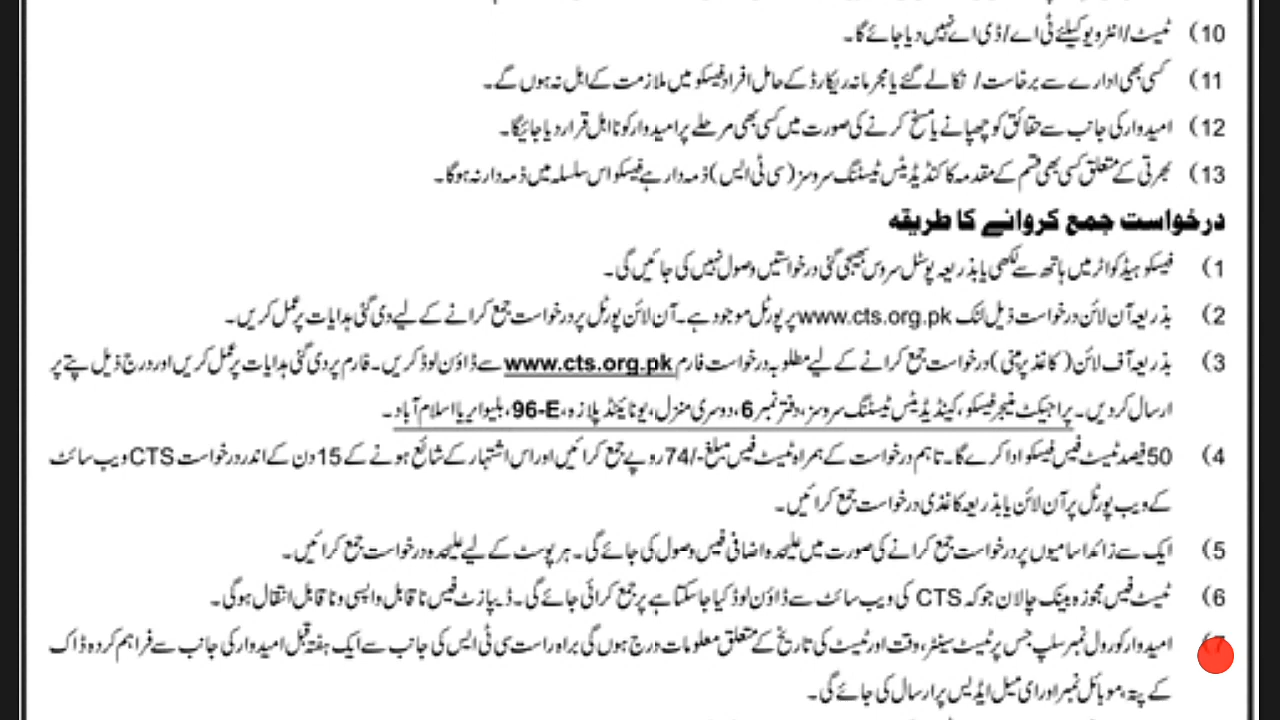 10) ٹیسٹ/انٹرویو کیلئے ٹی اے/ڈی اے نہیں دیا جائے گا۔
11) کسی بھی ادارے سے برخاست/ نکالے گئے یا مجرمانہ ریکارڈ کے حامل افراد فیسکو میں ملازمت کے اہل نہ ہوں گے۔
12) امیدوار کی جانب سے حقائق کو چھپانے یا مسخ کرنے کی صورت میں کسی بھی مرحلے پر امیدوار کو نااہل قرار دیا جائیگا۔
13) بھرتی کے متعلق کسی بھی قسم کے مقدمہ کا کنڈیڈیٹس ٹیسٹنگ سروسز (سی ٹی ایس) ذمہ دار ہے فیسکو اس سلسلہ میں ذمہ دار نہ ہوگا۔
درخواست جمع کروانے کا طریقہ
1) فیسکو ہیڈ کوارٹر میں ہاتھ سے لکھی یا بذریعہ پوسٹل سروس بھیجی گئی درخواستیں وصول نہیں کی جائیں گی۔
2) بذریعہ آن لائن درخواست ذیل لنک www.cts.org.pk پر پورٹل موجود ہے۔ آن لائن پورٹل پر درخواست جمع کرانے کے لیے دی گئی ہدایات پر عمل کریں۔
3) بذریعہ آف لائن (کاغذ پر مبنی) درخواست جمع کرانے کے لیے مطلوبہ درخواست فارم www.cts.org.pk سے ڈاؤن لوڈ کریں۔ فارم پر دی گئی ہدایات پر عمل کریں اور درج ذیل پتے پر
ارسال کر دیں۔ پراجیکٹ منیجر فیسکو، کینڈیڈیٹس ٹیسٹنگ سروسز، دفتر نمبر 6، دوسری منزل، یونائیٹڈ پلازہ، 96-E، بلیو ایریا اسلام آباد۔
4) 50 فیصد ٹیسٹ فیس فیسکو ادا کرے گا۔ تاہم درخواست کے ہمراہ ٹیسٹ فیس مبلغ -/74 روپے جمع کرائیں اور اس اشتہار کے شائع ہونے کے 15 دن کے اندر درخواست CTS ویب سائٹ
کے ویب پورٹل پر آن لائن یا بذریعہ کاغذی درخواست جمع کرائیں۔
5) ایک سے زائد اسامیوں پر درخواست جمع کرانے کی صورت میں علیحدہ اضافی فیس وصول کی جائے گی۔ ہر پوسٹ کے لیے علیحدہ درخواست جمع کرائیں۔
6) ٹیسٹ فیس مجوزہ بینک چالان جو کہ CTS کی ویب سائٹ سے ڈاؤن لوڈ کیا جا سکتا ہے پر جمع کرائی جائے گی۔ ڈیپازٹ فیس ناقابل واپسی و ناقابل انتقال ہوگی۔
7) امیدوار کو رول نمبر سلپ جس پر ٹیسٹ سینٹر، وقت اور ٹیسٹ کی تاریخ کے متعلق معلومات درج ہوں گی براہ راست سی ٹی ایس کی جانب سے ایک ہفتہ قبل امیدوار کی جانب سے فراہم کردہ ڈاک
کے پتہ، موبائل نمبر اور ای میل ایڈریس پر ارسال کی جائے گی۔